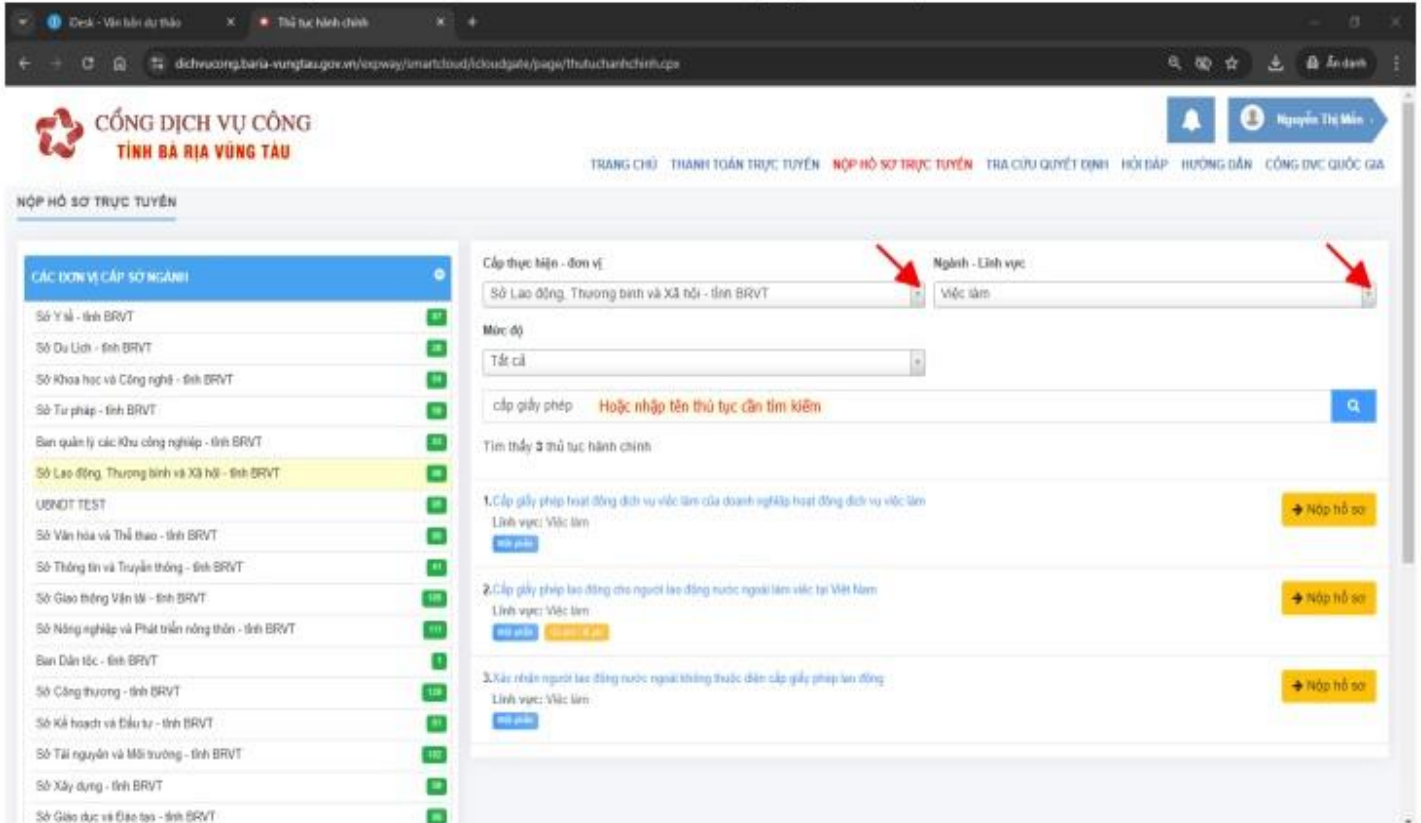 iDesk - Văn bản dự thảo
Thủ tục hành chính
dichvucong.baria-vungtau.gov.vn/expway/smartcloud/icloudgate/page/thutuchanhchinh.cpx
Ẩn danh
CỔNG DỊCH VỤ CÔNG
TỈNH BÀ RỊA VŨNG TÀU
Nguyễn Thị Mến
TRANG CHỦ THANH TOÁN TRỰC TUYẾN NỘP HỒ SƠ TRỰC TUYẾN TRA CỨU QUYẾT ĐỊNH HỎI ĐÁP HƯỚNG DẪN CỔNG DVC QUỐC GIA
NỘP HỒ SƠ TRỰC TUYẾN
CÁC ĐƠN VỊ CẤP SỞ NGÀNH
Sở Y tế - tỉnh BRVT
Sở Du Lịch - tỉnh BRVT
Sở Khoa học và Công nghệ - tỉnh BRVT
Sở Tư pháp - tỉnh BRVT
Ban quản lý các Khu công nghiệp - tỉnh BRVT
Sở Lao động, Thương binh và Xã hội - tỉnh BRVT
UBNDT TEST
Sở Văn hóa và Thể thao - tỉnh BRVT
Sở Thông tin và Truyền thông - tỉnh BRVT
Sở Giao thông Vận tải - tỉnh BRVT
Sở Nông nghiệp và Phát triển nông thôn - tỉnh BRVT
111
Ban Dân tộc - tỉnh BRVT
1
Sở Công thương - tỉnh BRVT
Sở Kế hoạch và Đầu tư - tỉnh BRVT
Sở Tài nguyên và Môi trường - tỉnh BRVT
Sở Xây dựng - tỉnh BRVT
Sở Giáo dục và Đào tạo - tỉnh BRVT
Cấp thực hiện - đơn vị
Sở Lao động, Thương binh và Xã hội - tỉnh BRVT
Ngành - Lĩnh vực
Việc làm
Mức độ
Tất cả
cấp giấy phép Hoặc nhập tên thủ tục cần tìm kiếm
Tìm thấy 3 thủ tục hành chính
1.Cấp giấy phép hoạt động dịch vụ việc làm của doanh nghiệp hoạt động dịch vụ việc làm
Lĩnh vực: Việc làm
Một phần
Nộp hồ sơ
2.Cấp giấy phép lao động cho người lao động nước ngoài làm việc tại Việt Nam
Lĩnh vực: Việc làm
Một phần
Nộp hồ sơ
3.Xác nhận người lao động nước ngoài không thuộc diện cấp giấy phép lao động
Lĩnh vực: Việc làm
Một phần
Nộp hồ sơ